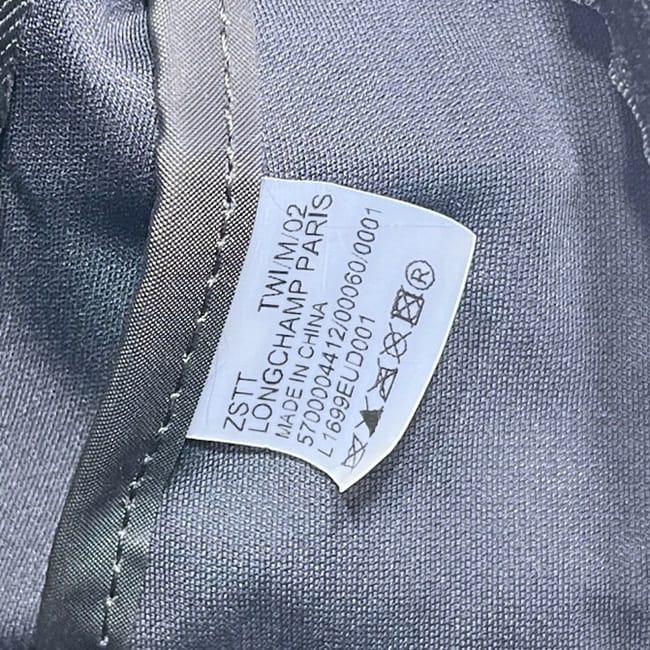 ZSTT TWI/M/02
LONGCHAMP PARIS
MADE IN CHINA
5700004412/00060/0001
L1699EUD001
®